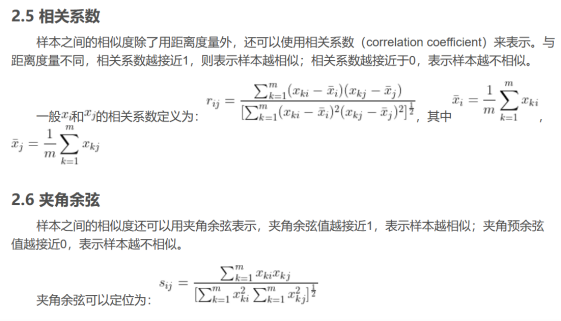 2.5 相关系数
样本之间的相似度除了用距离度量外，还可以使用相关系数（correlation coefficient）来表示。与
距离度量不同，相关系数越接近1，则表示样本越相似；相关系数越接近于0，表示样本越不相似。
一般$x_i$和$x_j$的相关系数定义为：$r_{ij} = \frac{\sum_{k=1}^{m}(x_{ki} - \bar{x}_i)(x_{kj} - \bar{x}_j)}{[\sum_{k=1}^{m}(x_{ki} - \bar{x}_i)^2(x_{kj} - \bar{x}_j)^2]^{\frac{1}{2}}}$，其中$\bar{x}_i = \frac{1}{m}\sum_{k=1}^{m} x_{ki}$，
$\bar{x}_j = \frac{1}{m}\sum_{k=1}^{m} x_{kj}$
2.6 夹角余弦
样本之间的相似度还可以用夹角余弦表示，夹角余弦值越接近1，表示样本越相似；夹角预余弦
值越接近0，表示样本越不相似。
夹角余弦可以定位为：$s_{ij} = \frac{\sum_{k=1}^{m} x_{ki} x_{kj}}{[\sum_{k=1}^{m} x_{ki}^2 \sum_{k=1}^{m} x_{kj}^2]^{\frac{1}{2}}}$